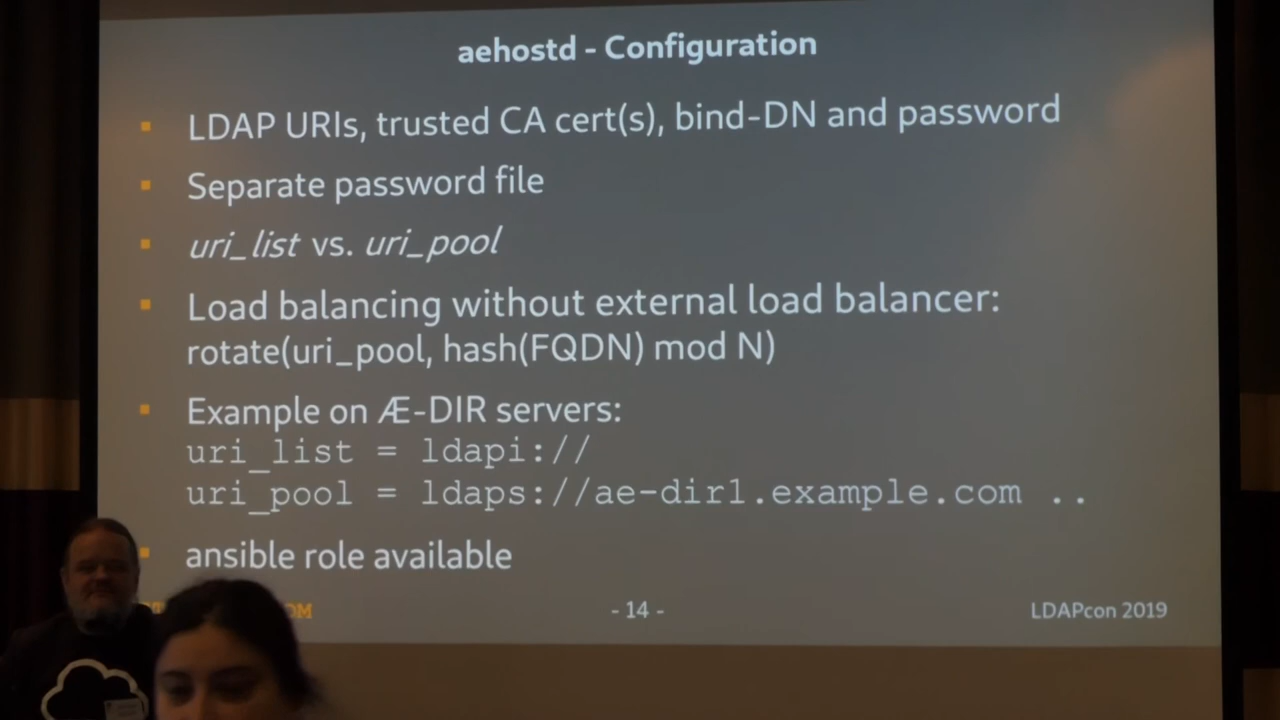 aehostd - Configuration
LDAP URIs, trusted CA cert(s), bind-DN and password
Separate password file
uri_list vs. uri_pool
Load balancing without external load balancer:
rotate(uri_pool, hash(FQDN) mod N)
Example on Æ-DIR servers:
uri_list = ldapi://
uri_pool = ldaps://ae-dir1.example.com ..
ansible role available
- 14 -
LDAPcon 2019